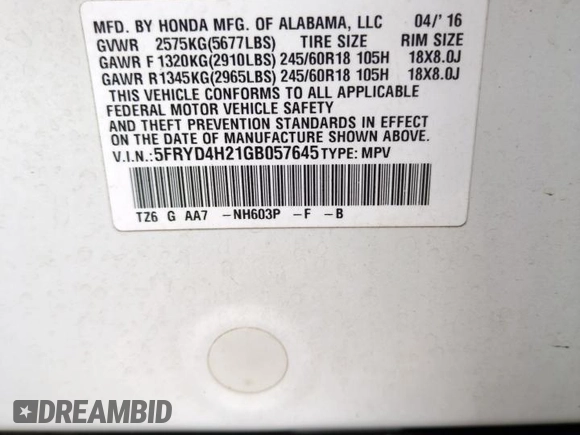 MFD. BY HONDA MFG. OF ALABAMA, LLC 04/'16
GVWR 2575KG(5677LBS) TIRE SIZE RIM SIZE
GAWR F 1320KG(2910LBS) 245/60R18 105H 18X8.0J
GAWR R1345KG(2965LBS) 245/60R18 105H 18X8.0J
THIS VEHICLE CONFORMS TO ALL APPLICABLE
FEDERAL MOTOR VEHICLE SAFETY
AND THEFT PREVENTION STANDARDS IN EFFECT
ON THE DATE OF MANUFACTURE SHOWN ABOVE.
V.I.N.:5FRYD4H21GB057645 TYPE: MPV
TZ6 G AA7 -NH603P -F -B
DREAMBID